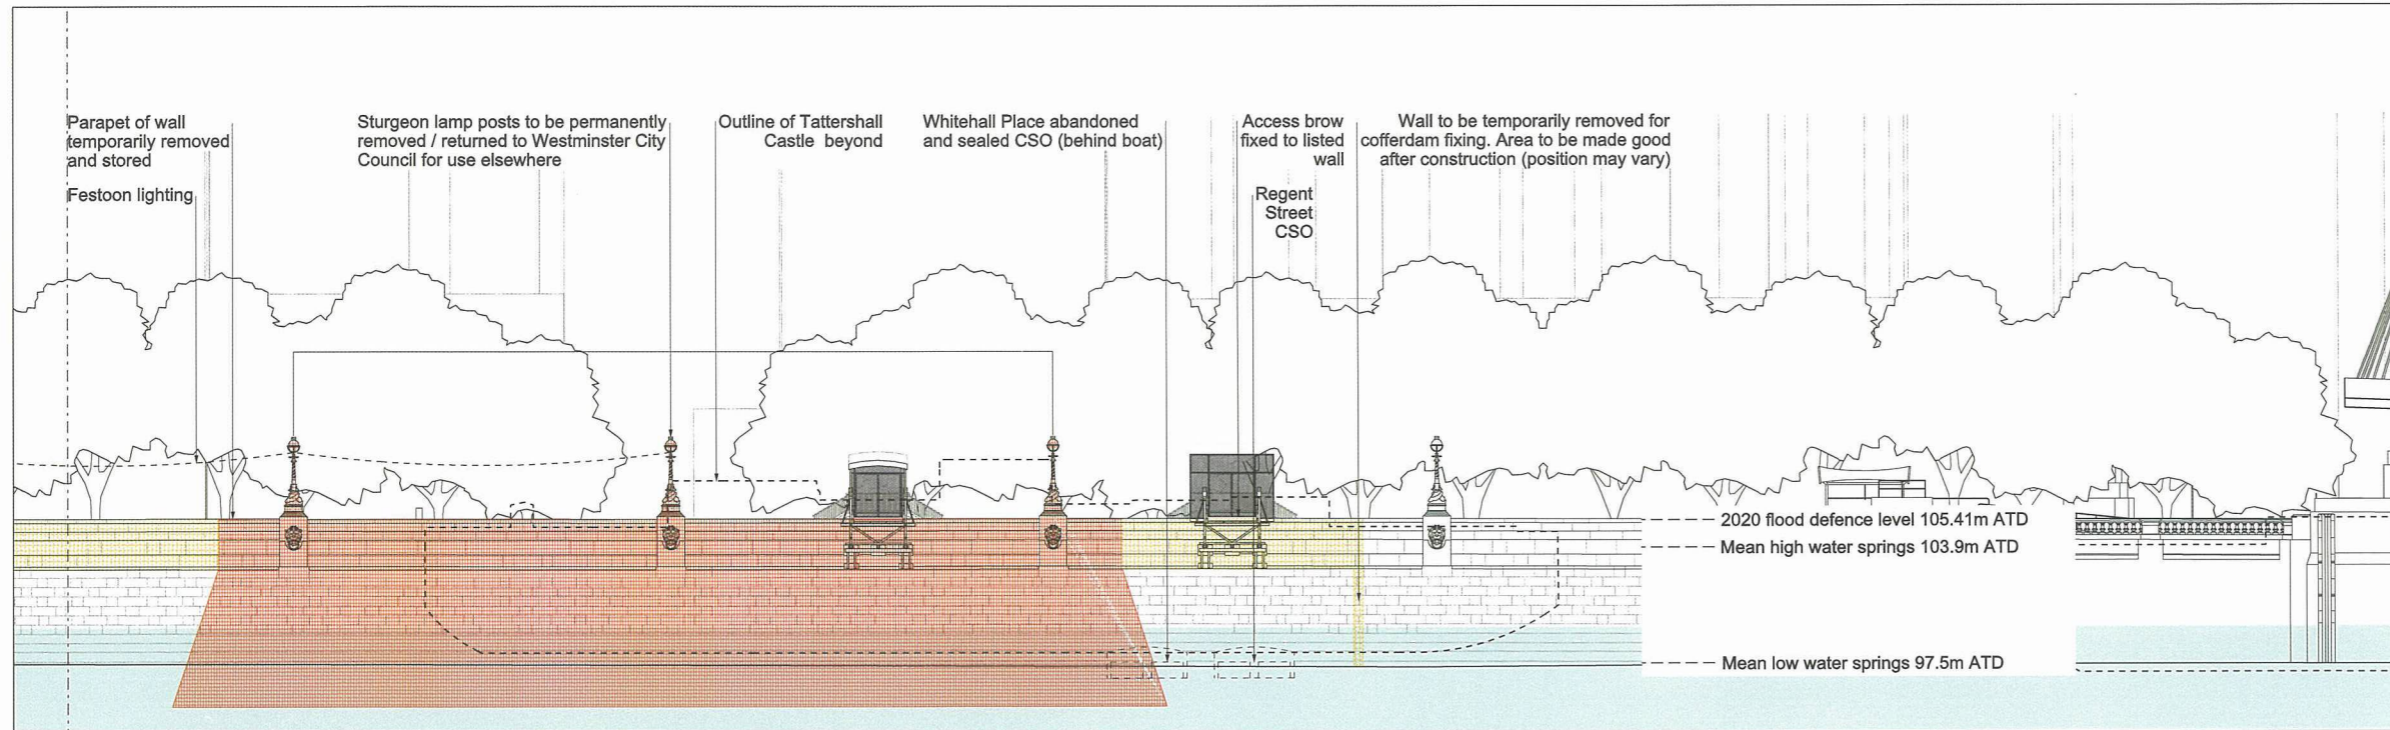 Parapet of wall
temporarily removed
and stored
Festoon lighting
Sturgeon lamp posts to be permanently
removed / returned to Westminster City
Council for use elsewhere
Outline of Tattershall
Castle beyond
Whitehall Place abandoned
and sealed CSO (behind boat)
Access brow
fixed to listed
wall
Regent
Street
CSO
Wall to be temporarily removed for
cofferdam fixing. Area to be made good
after construction (position may vary)
2020 flood defence level 105.41m ATD
Mean high water springs 103.9m ATD
Mean low water springs 97.5m ATD